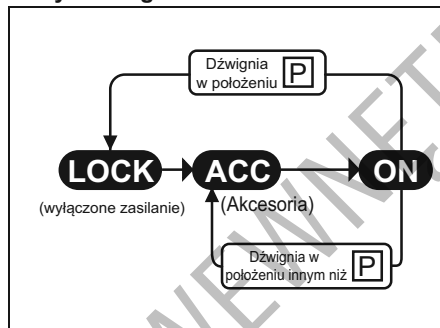 Dźwignia
w położeniu P
LOCK ACC ON
(wyłączone zasilanie) (Akcesoria)
Dźwignia w
położeniu innym niż P